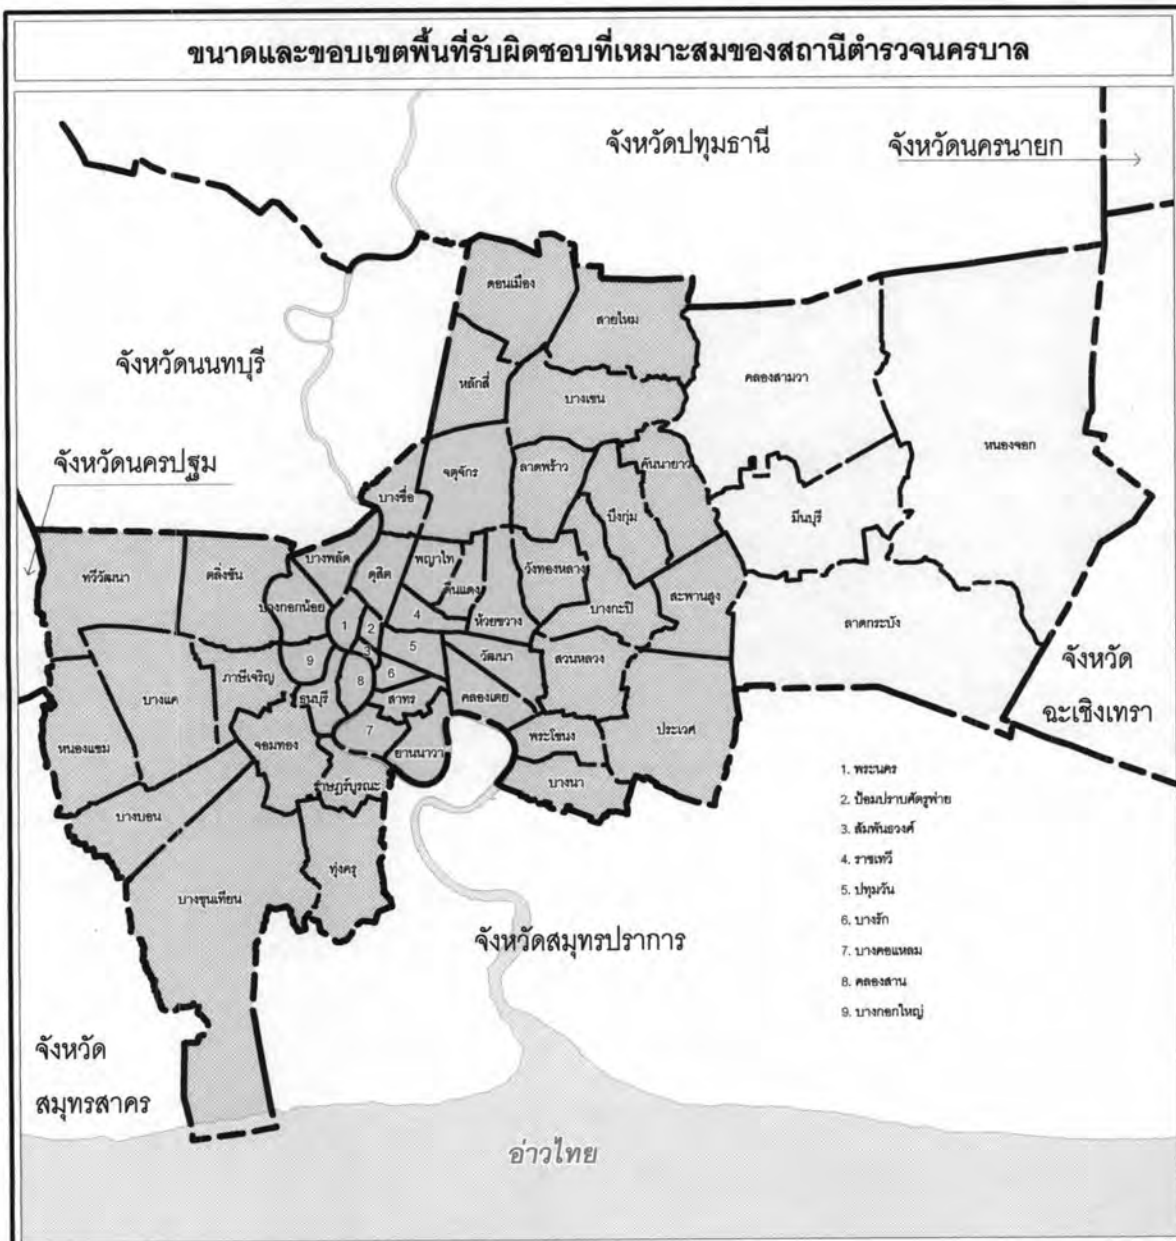 ขนาดและขอบเขตพื้นที่รับผิดชอบที่เหมาะสมของสถานีตำรวจนครบาล
จังหวัดปทุมธานี
จังหวัดนครนายก
ดอนเมือง
สายไหม
จังหวัดนนทบุรี
หลักสี่
บางเขน
คลองสามวา
หนองจอก
จังหวัดนครปฐม
จตุจักร
ลาดพร้าว
คันนายาว
บางซื่อ
บึงกุ่ม
มีนบุรี
บางพลัด
พญาไท
วังทองหลาง
ทวีวัฒนา
ตลิ่งชัน
ดุสิต
ดินแดง
สะพานสูง
บางกอกน้อย
บางกะปิ
1
2
4
ห้วยขวาง
ลาดกระบัง
3
5
9
วัฒนา
สวนหลวง
จังหวัด
ฉะเชิงเทรา
ภาษีเจริญ
8
6
บางแค
ธนบุรี
สาทร
คลองเตย
7
ประเวศ
หนองแขม
จอมทอง
ยานนาวา
พระโขนง
ราษฎร์บูรณะ
บางนา
บางบอน
ทุ่งครุ
บางขุนเทียน
1. พระนคร
2. ป้อมปราบศัตรูพ่าย
3. สัมพันธวงศ์
4. ราชเทวี
5. ปทุมวัน
6. บางรัก
7. บางคอแหลม
8. คลองสาน
9. บางกอกใหญ่
จังหวัดสมุทรปราการ
จังหวัด
สมุทรสาคร
อ่าวไทย